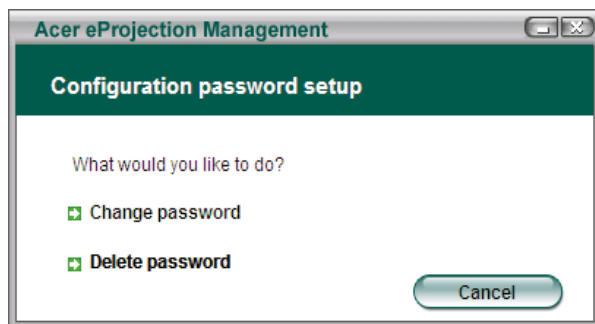 Acer eProjection Management
Configuration password setup
What would you like to do?
Change password
Delete password
Cancel